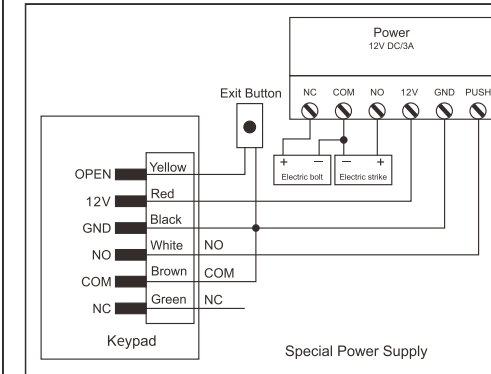 Power
12V DC/3A
NC COM NO 12V GND PUSH
Exit Button
+ − − +
Electric bolt Electric strike
OPEN Yellow
12V Red
GND Black
NO White NO
COM Brown COM
NC Green NC
Keypad
Special Power Supply